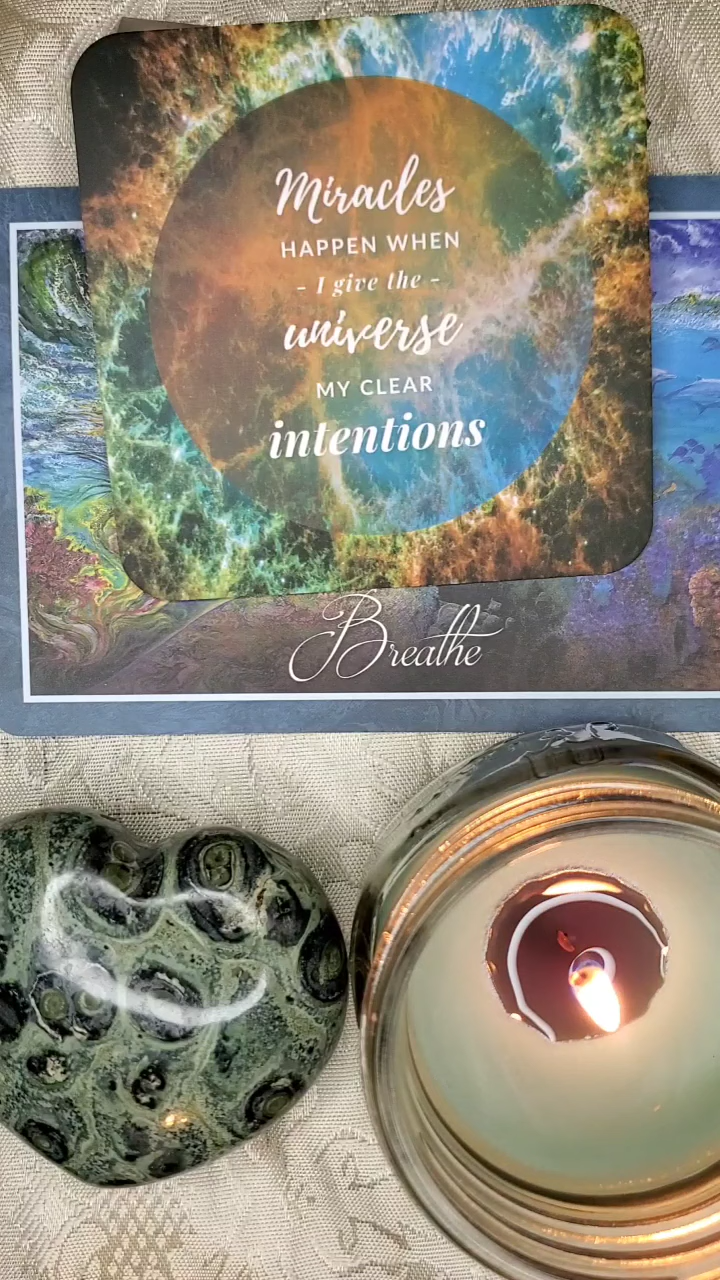 Miracles
HAPPEN WHEN
- I give the -
universe
MY CLEAR
intentions
Breathe